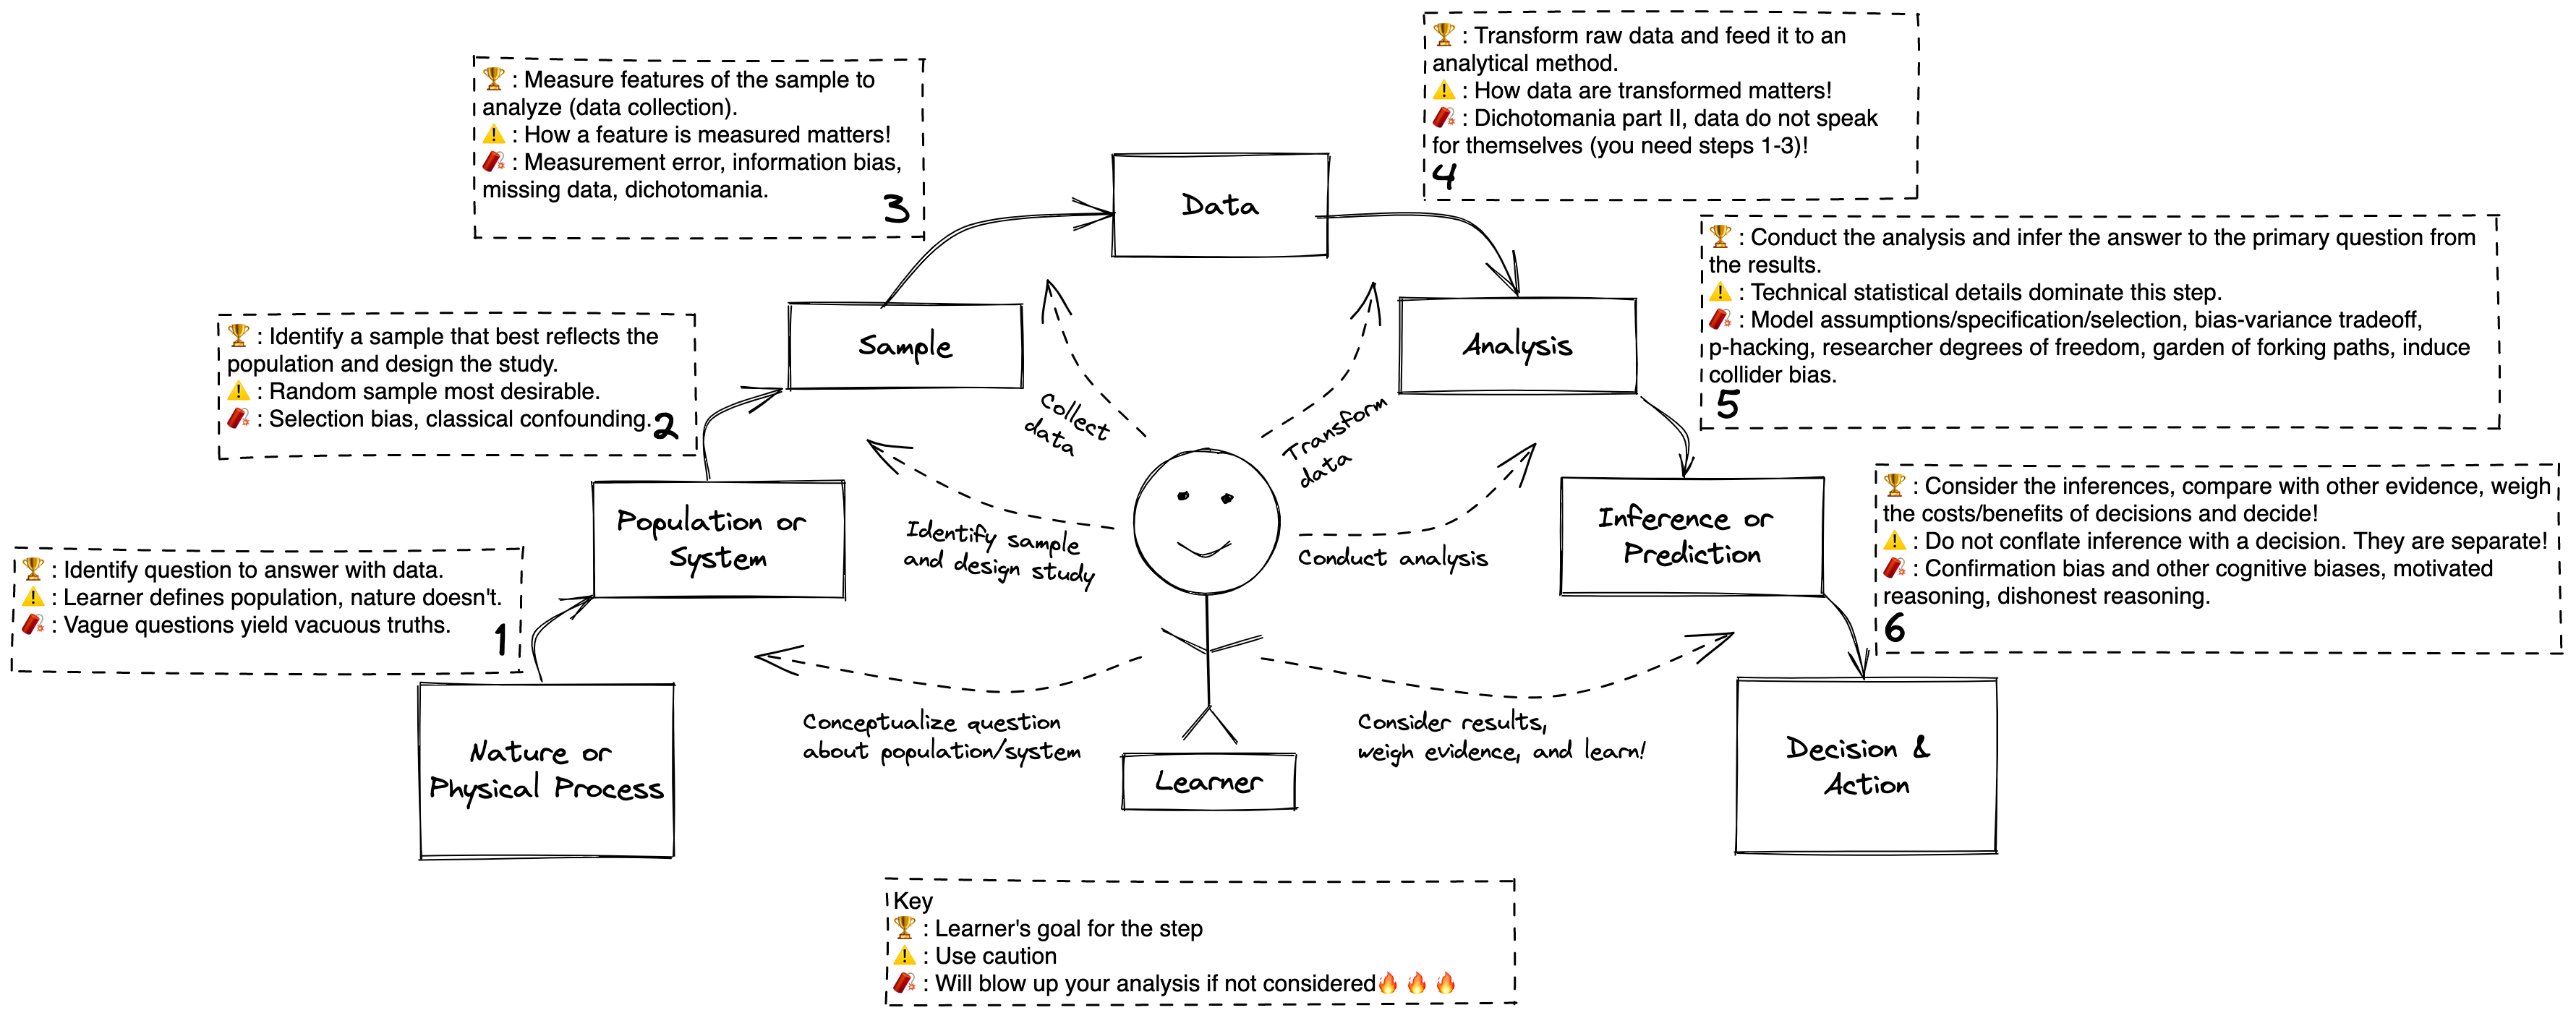 🏆 : Transform raw data and feed it to an
analytical method.
⚠️ : How data are transformed matters!
🧨 : Dichotomania part II, data do not speak
for themselves (you need steps 1-3)!
4
🏆 : Measure features of the sample to
analyze (data collection).
⚠️ : How a feature is measured matters!
🧨 : Measurement error, information bias,
missing data, dichotomania.
3
Data
🏆 : Conduct the analysis and infer the answer to the primary question from
the results.
⚠️ : Technical statistical details dominate this step.
🧨 : Model assumptions/specification/selection, bias-variance tradeoff,
p-hacking, researcher degrees of freedom, garden of forking paths, induce
collider bias.
5
🏆 : Identify a sample that best reflects the
population and design the study.
⚠️ : Random sample most desirable.
🧨 : Selection bias, classical confounding.
2
Sample
Analysis
Collect
data
Transform
data
🏆 : Consider the inferences, compare with other evidence, weigh
the costs/benefits of decisions and decide!
⚠️ : Do not conflate inference with a decision. They are separate!
🧨 : Confirmation bias and other cognitive biases, motivated
reasoning, dishonest reasoning.
6
Population or
System
Identify sample
and design study
Conduct analysis
Inference or
Prediction
🏆 : Identify question to answer with data.
⚠️ : Learner defines population, nature doesn't.
🧨 : Vague questions yield vacuous truths.
1
Nature or
Physical Process
Conceptualize question
about population/system
Consider results,
weigh evidence, and learn!
Learner
Decision &
Action
Key
🏆 : Learner's goal for the step
⚠️ : Use caution
🧨 : Will blow up your analysis if not considered🔥 🔥 🔥